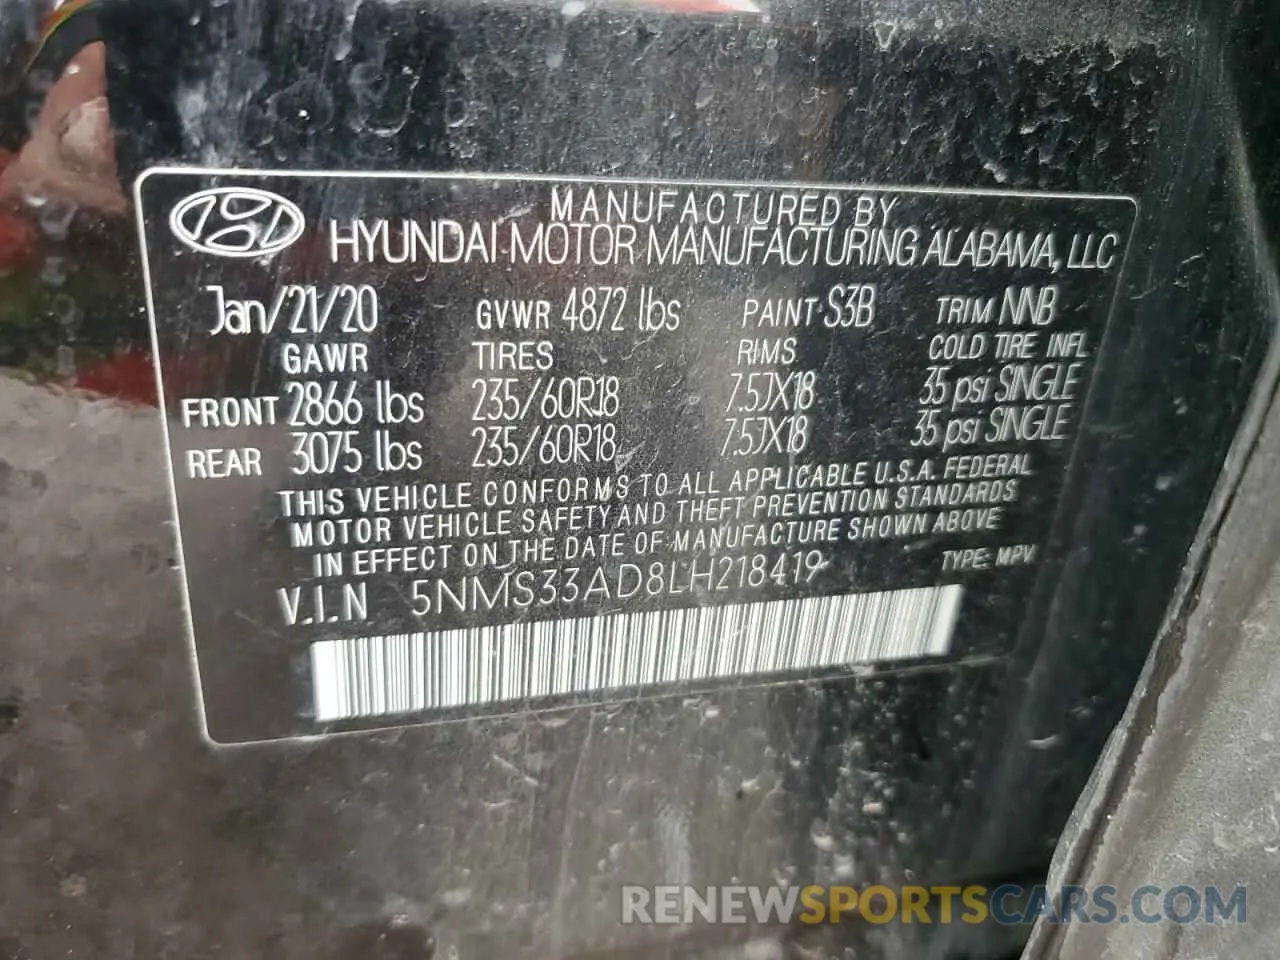 MANUFACTURED BY
HYUNDAI MOTOR MANUFACTURING ALABAMA, LLC
Jan/21/20 GVWR 4872 lbs PAINT S3B TRIM NNB
GAWR TIRES RIMS COLD TIRE INFL
FRONT 2866 lbs 235/60R18 7.5JX18 35 psi SINGLE
REAR 3075 lbs 235/60R18 7.5JX18 35 psi SINGLE
THIS VEHICLE CONFORMS TO ALL APPLICABLE U.S.A. FEDERAL
MOTOR VEHICLE SAFETY AND THEFT PREVENTION STANDARDS
IN EFFECT ON THE DATE OF MANUFACTURE SHOWN ABOVE
V.I.N 5NMS33AD8LH218419 TYPE: MPV
RENEWSPORTSCARS.COM